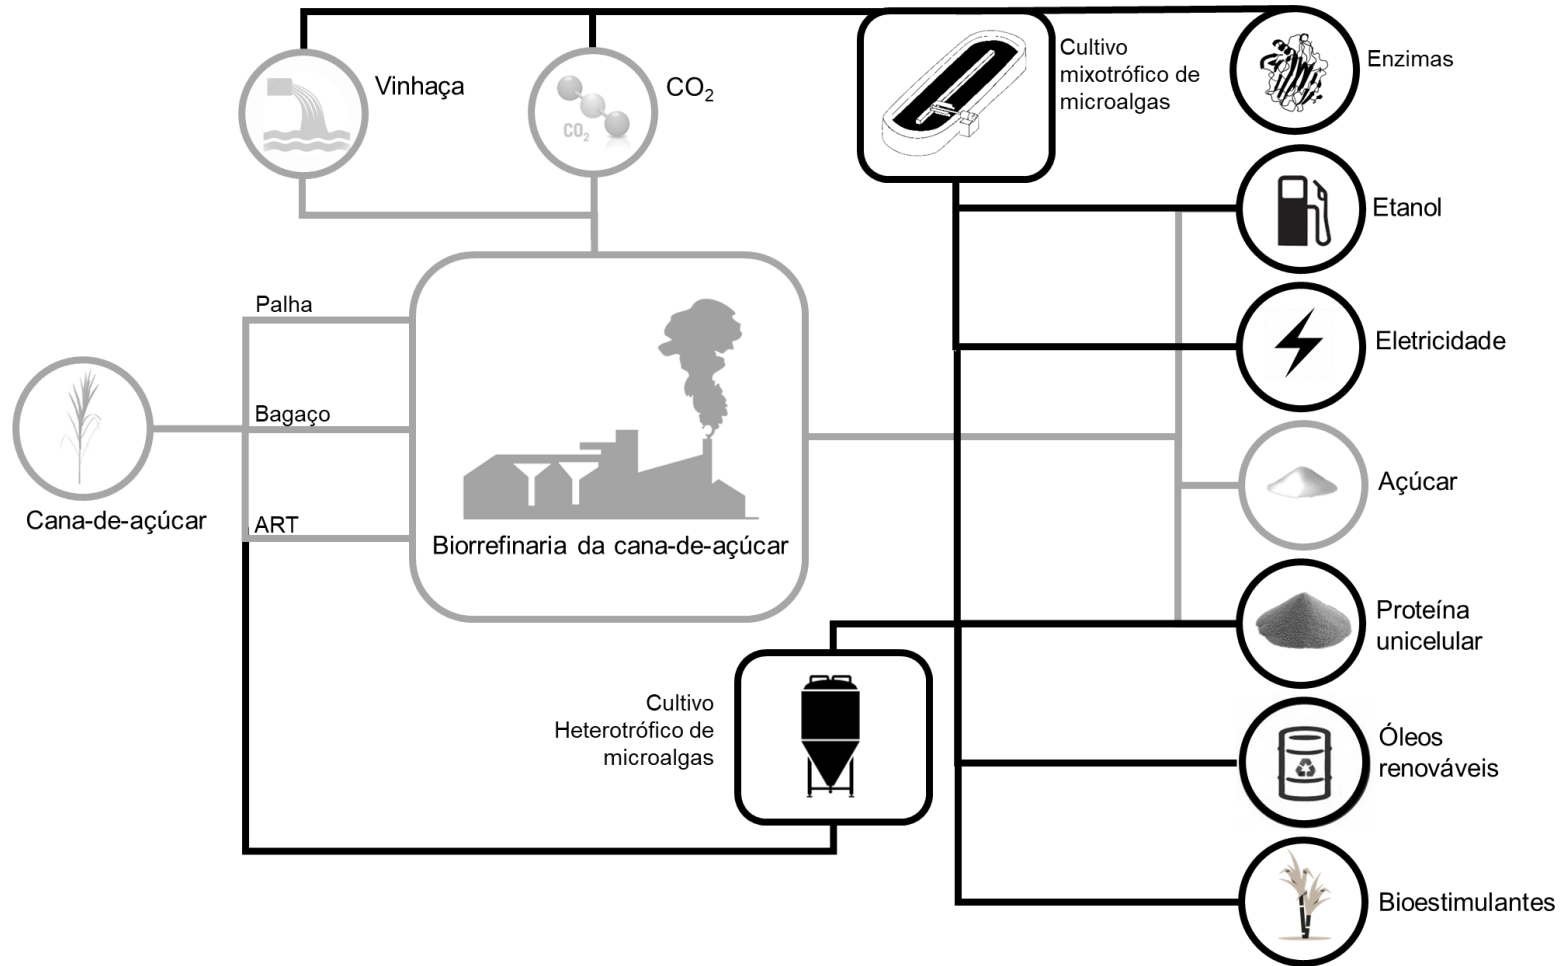 Vinhaça
CO₂
CO₂
Cultivo
mixotrófico de
microalgas
Enzimas
Etanol
Palha
Eletricidade
Bagaço
Açúcar
Cana-de-açúcar
ART
Biorrefinaria da cana-de-açúcar
Proteína
unicelular
Cultivo
Heterotrófico de
microalgas
Óleos
renováveis
Bioestimulantes